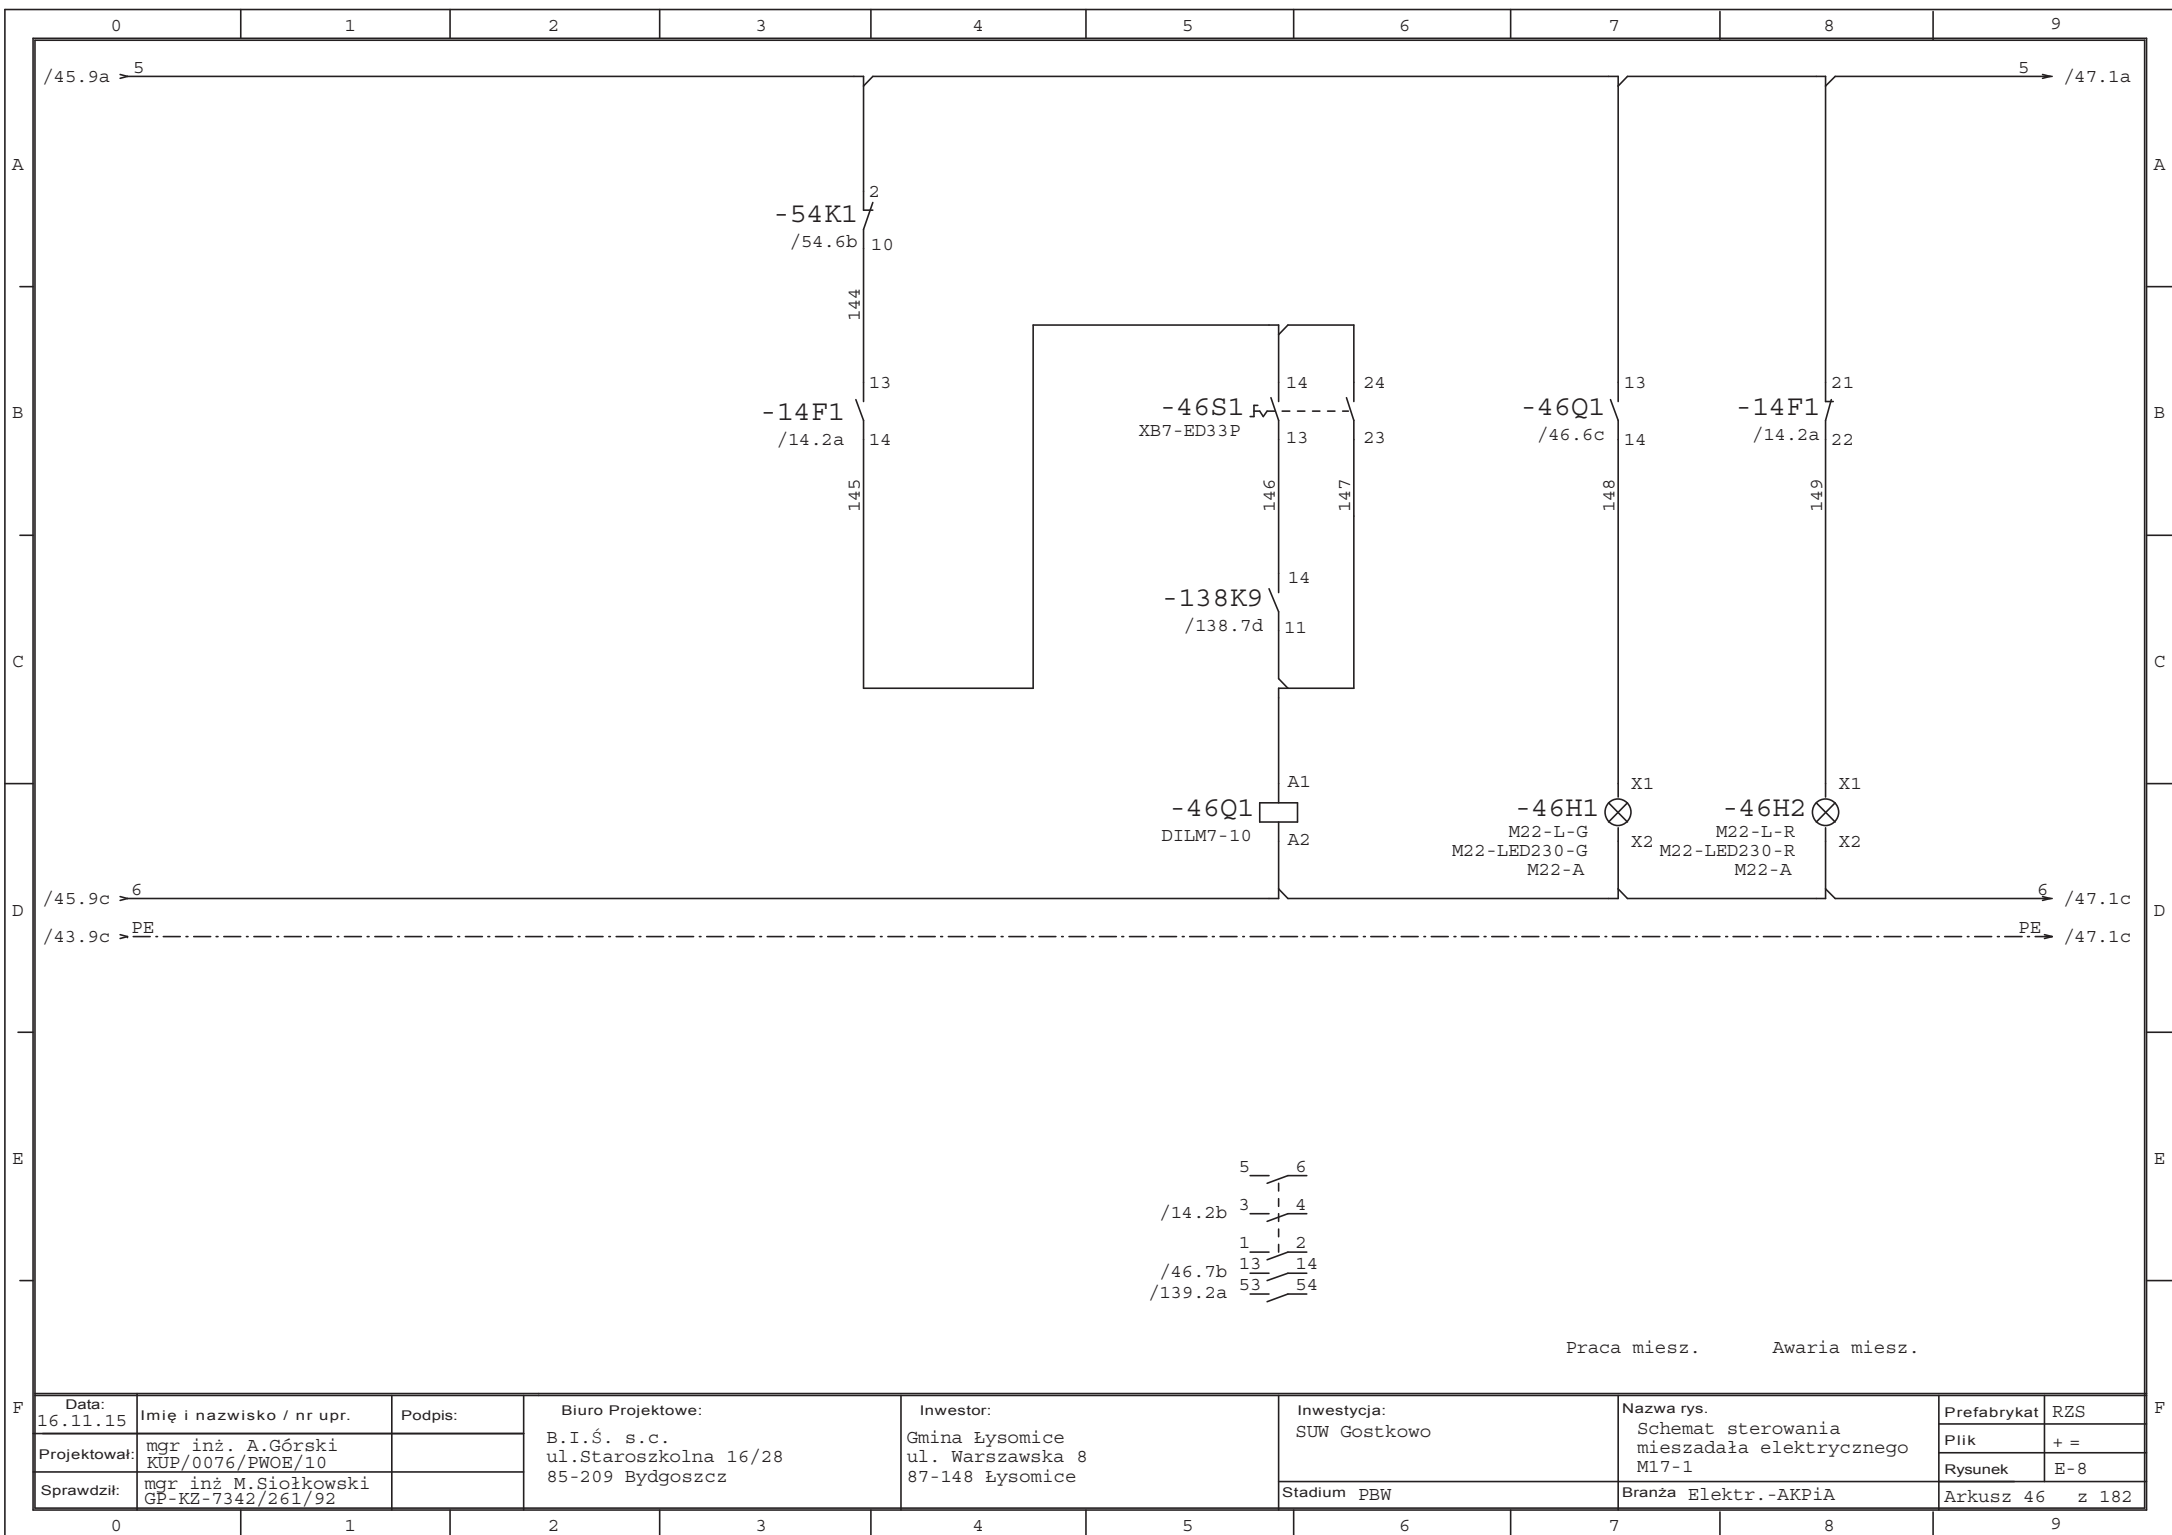 0 1 2 3 4 5 6 7 8 9
/45.9a 5 5 /47.1a
A A
2
-54K1
/54.6b 10
144
13 14 24 13 21
B -14F1 -46S1 -46Q1 -14F1 B
/14.2a 14 XB7-ED33P 13 23 /46.6c 14 /14.2a 22
145 146 147 148 149
14
-138K9
/138.7d 11
C C
A1 X1 X1
-46Q1 -46H1 -46H2
DILM7-10 A2 M22-L-G X2 M22-L-R X2
M22-LED230-G M22-LED230-R
M22-A M22-A
/45.9c 6 6 /47.1c
D D
/43.9c PE PE /47.1c
E E
5 6
/14.2b 3 4
1 2
/46.7b 13 14
/139.2a 53 54
Praca miesz. Awaria miesz.
F F
Data:
16.11.15
Imię i nazwisko / nr upr.
Podpis:
Projektował:
mgr inż. A.Górski
KUP/0076/PWOE/10
Sprawdził:
mgr inż M.Siołkowski
GP-KZ-7342/261/92
Biuro Projektowe:
B.I.Ś. s.c.
ul.Staroszkolna 16/28
85-209 Bydgoszcz
Inwestor:
Gmina Łysomice
ul. Warszawska 8
87-148 Łysomice
Inwestycja:
SUW Gostkowo
Stadium PBW
Nazwa rys.
Schemat sterowania
mieszadała elektrycznego
M17-1
Branża Elektr.-AKPiA
Prefabrykat RZS
Plik + =
Rysunek E-8
Arkusz 46 z 182
0 1 2 3 4 5 6 7 8 9